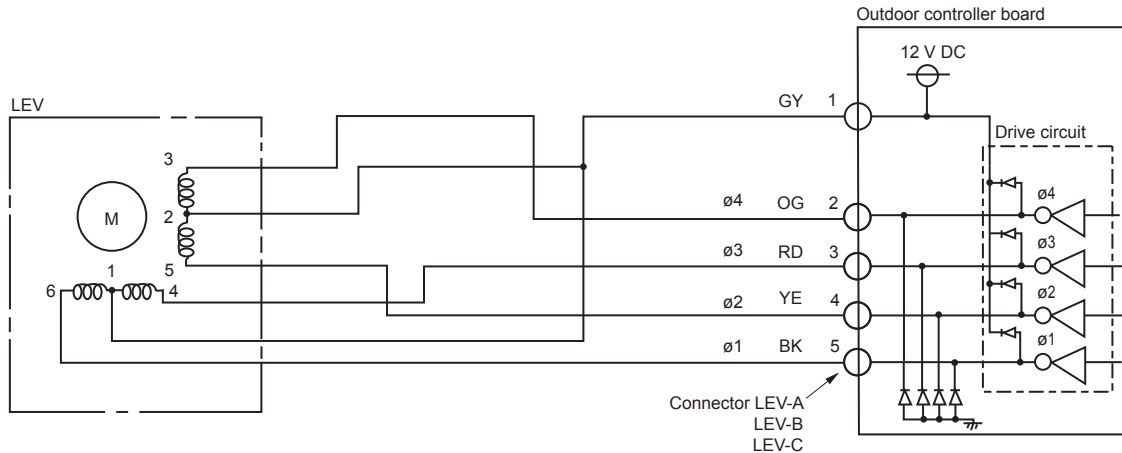 Outdoor controller board
12 V DC
LEV
GY 1
Drive circuit
3
M
2
ø4 OG 2 ø4
5
ø3 RD 3 ø3
1
6 4
ø2 YE 4 ø2
ø1 BK 5 ø1
Connector LEV-A
LEV-B
LEV-C